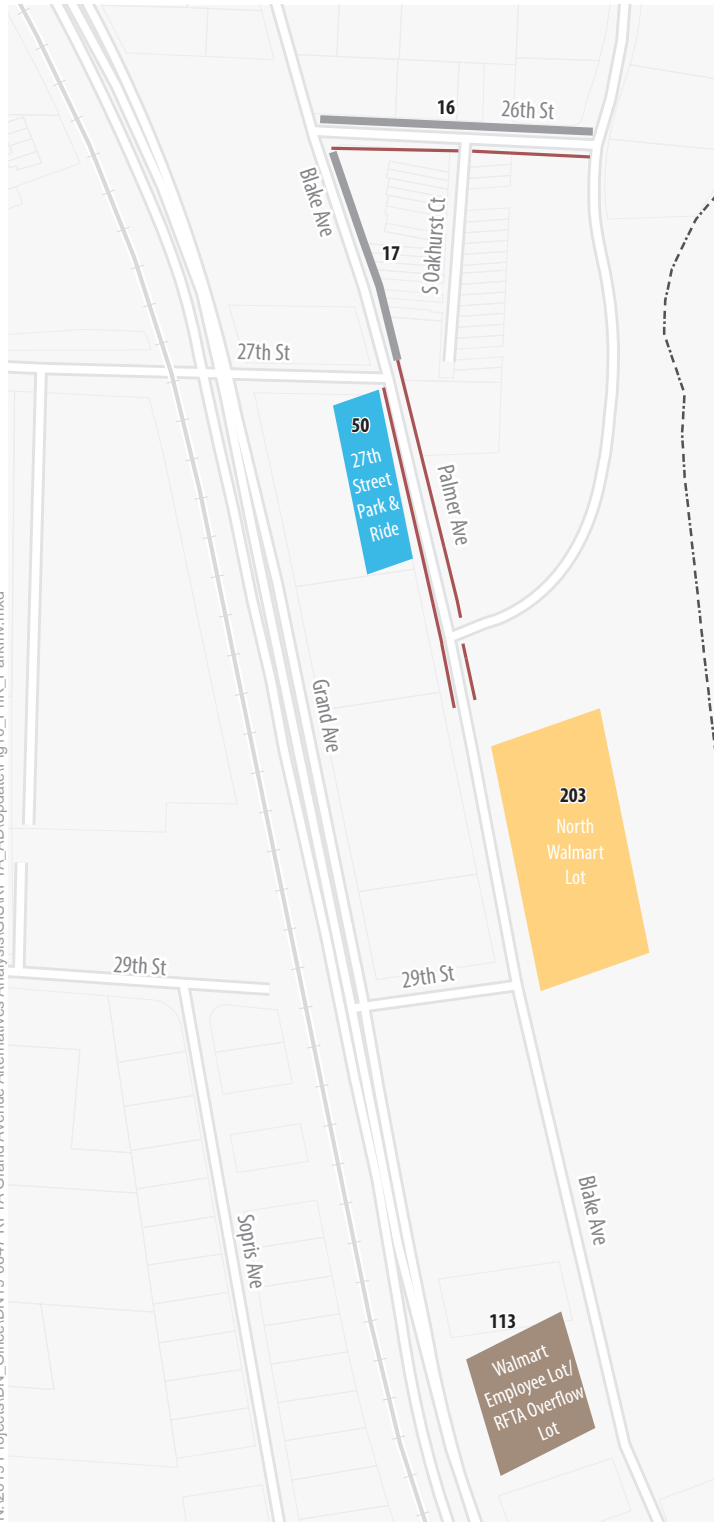 16
26th St
Blake Ave
17
S Oakhurst Ct
27th St
50
27th
Street
Park &
Ride
Palmer Ave
Grand Ave
203
North
Walmart
Lot
29th St
29th St
Blake Ave
Sopris Ave
113
Walmart
Employee Lot/
RFTA Overflow
Lot